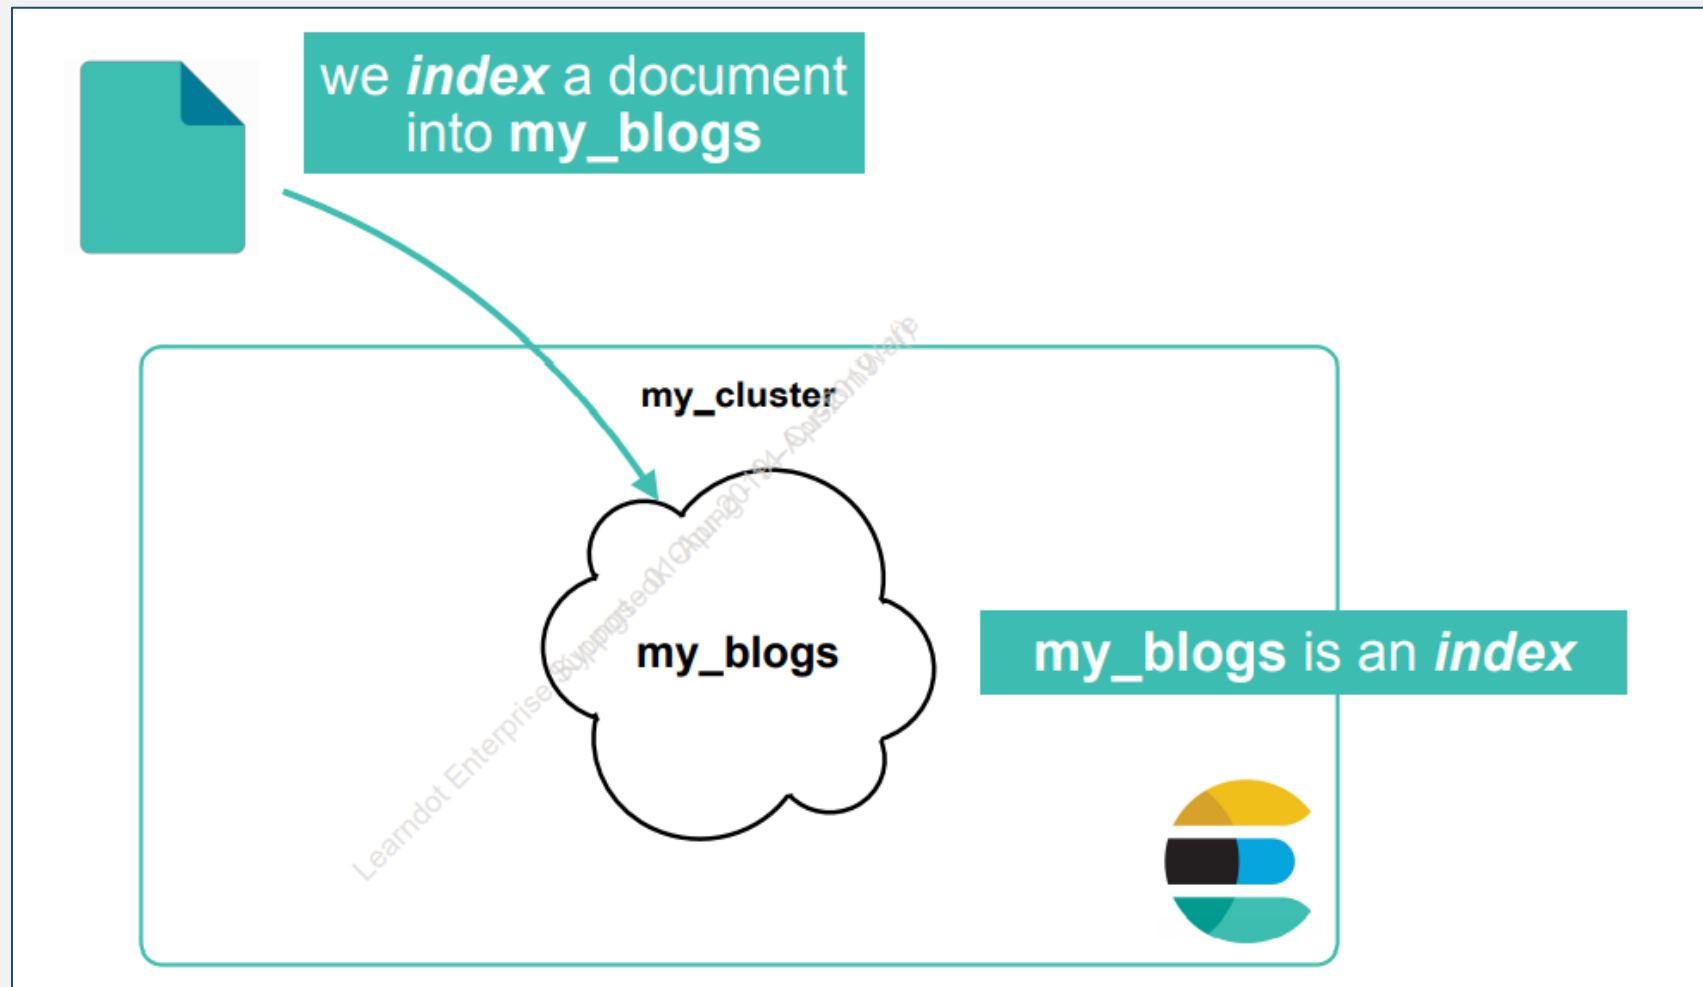 we index a document
into my_blogs
my_cluster
my_blogs
my_blogs is an index
Learndot Enterprise